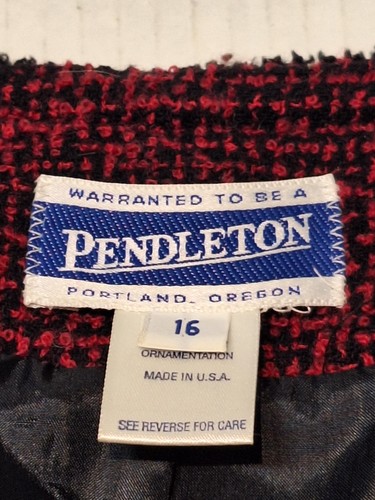 WARRANTED TO BE A
PENDLETON
PORTLAND, OREGON
16
ORNAMENTATION
MADE IN U.S.A.
SEE REVERSE FOR CARE